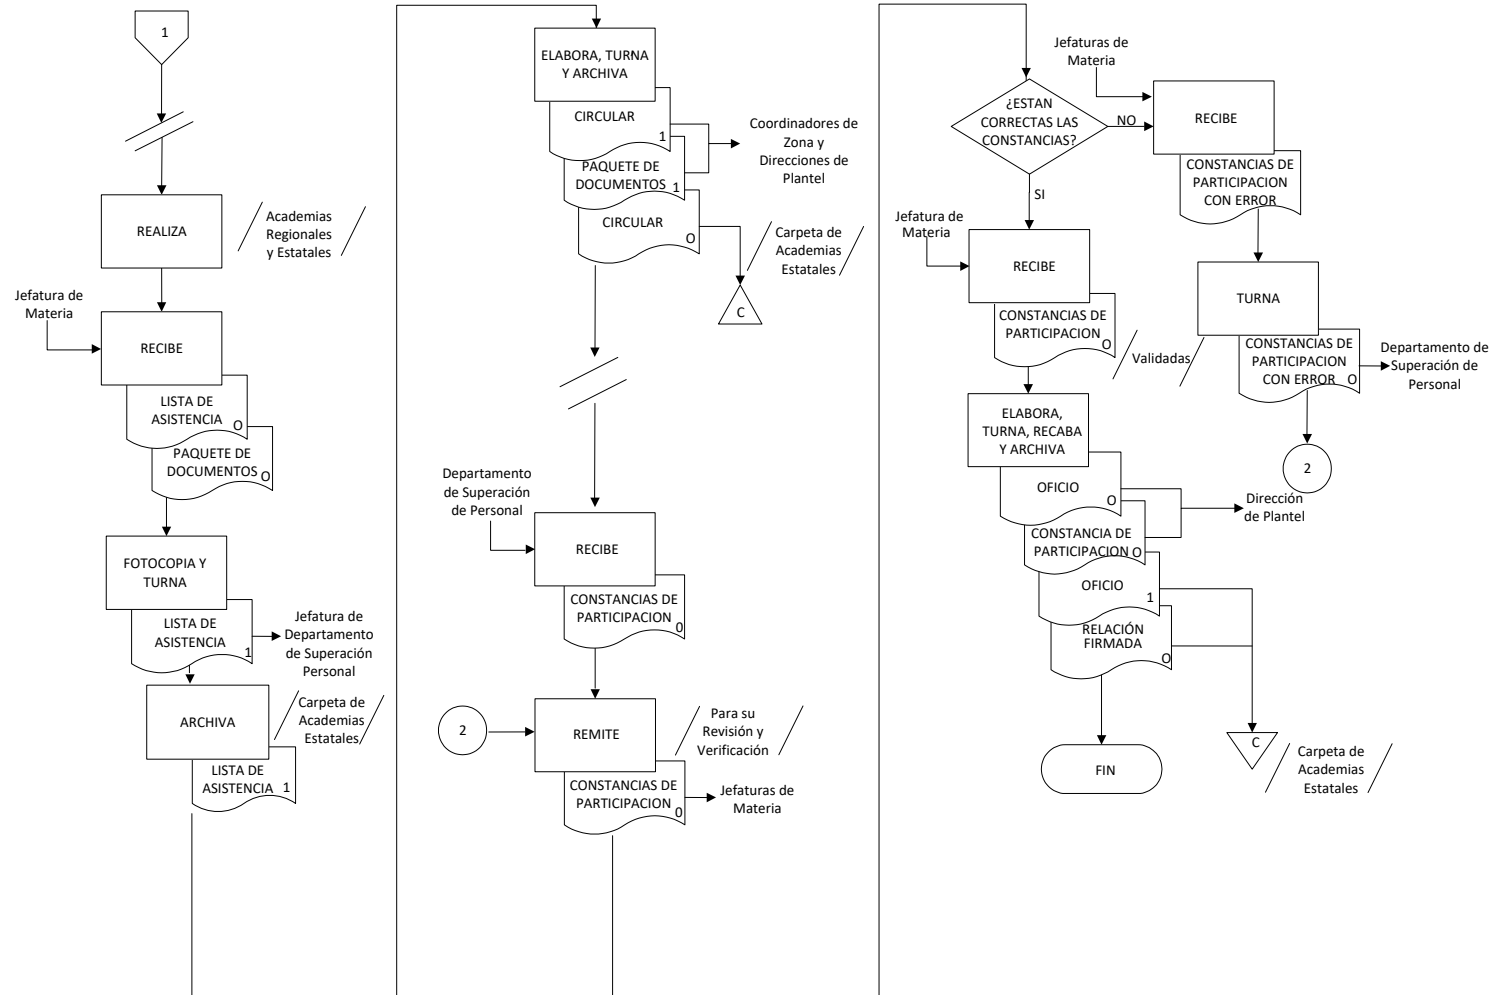 1
REALIZA
Academias
Regionales
y Estatales
Jefatura de
Materia
RECIBE
LISTA DE
ASISTENCIA
O
PAQUETE DE
DOCUMENTOS
O
FOTOCOPIA Y
TURNA
LISTA DE
ASISTENCIA
1
Jefatura de
Departamento
de Superación
Personal
ARCHIVA
Carpeta de
Academias
Estatales
LISTA DE
ASISTENCIA 1
ELABORA, TURNA
Y ARCHIVA
CIRCULAR
1
PAQUETE DE
DOCUMENTOS 1
Coordinadores de
Zona y
Direcciones de
Plantel
CIRCULAR
O
Carpeta de
Academias
Estatales
C
Departamento
de Superación
de Personal
RECIBE
CONSTANCIAS DE
PARTICIPACION
0
2
REMITE
Para su
Revisión y
Verificación
CONSTANCIAS DE
PARTICIPACION
0
Jefaturas de
Materia
¿ESTAN
CORRECTAS LAS
CONSTANCIAS?
NO
SI
Jefaturas de
Materia
RECIBE
CONSTANCIAS DE
PARTICIPACION
CON ERROR
TURNA
CONSTANCIAS DE
PARTICIPACION
CON ERROR O
Departamento de
Superación de
Personal
2
Jefatura de
Materia
RECIBE
CONSTANCIAS DE
PARTICIPACION
O
Validadas
ELABORA,
TURNA, RECABA
Y ARCHIVA
OFICIO
O
CONSTANCIA DE
PARTICIPACION O
Dirección
de Plantel
OFICIO
1
RELACIÓN
FIRMADA
O
C
Carpeta de
Academias
Estatales
FIN